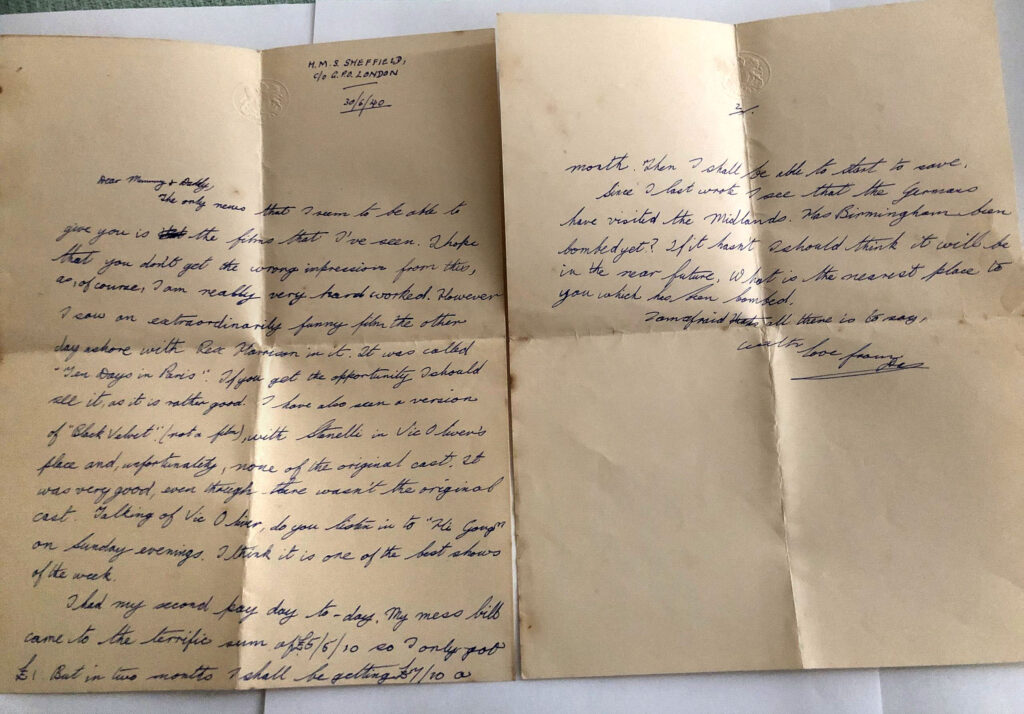 H.M.S. SHEFFIELD,
C/O G.P.O. LONDON
30/6/40
Dear Mummy & Daddy,
The only news that I seem to be able to
give you is the films that I've seen. I hope
that you don't get the wrong impression from this,
as, of course, I am really very hard worked. However
I saw an extraordinarily funny film the other
day ashore with Rex Harrison in it. It was called
"Ten Days in Paris". If you get the opportunity I should
see it, as it is rather good. I have also seen a version
of "Black Velvet" (not a film), with Stanelli in Vic Oliver's
place and, unfortunately, none of the original cast. It
was very good, even though there wasn't the original
cast. Talking of Vic Oliver, do you listen in to "Hi Gang"
on Sunday evenings. I think it is one of the best shows
of the week.
I had my second pay day to-day. My mess bill
came to the terrific sum of £5/5/10 so I only got
£1. But in two months I shall be getting £7/10 a
2/.
month. Then I shall be able to start to save.
Since I last wrote I see that the Germans
have visited the Midlands. Has Birmingham been
bombed yet? If it hasn't I should think it will be
in the near future. What is the nearest place to
you which has been bombed.
I am afraid that all there is to say,
with love from